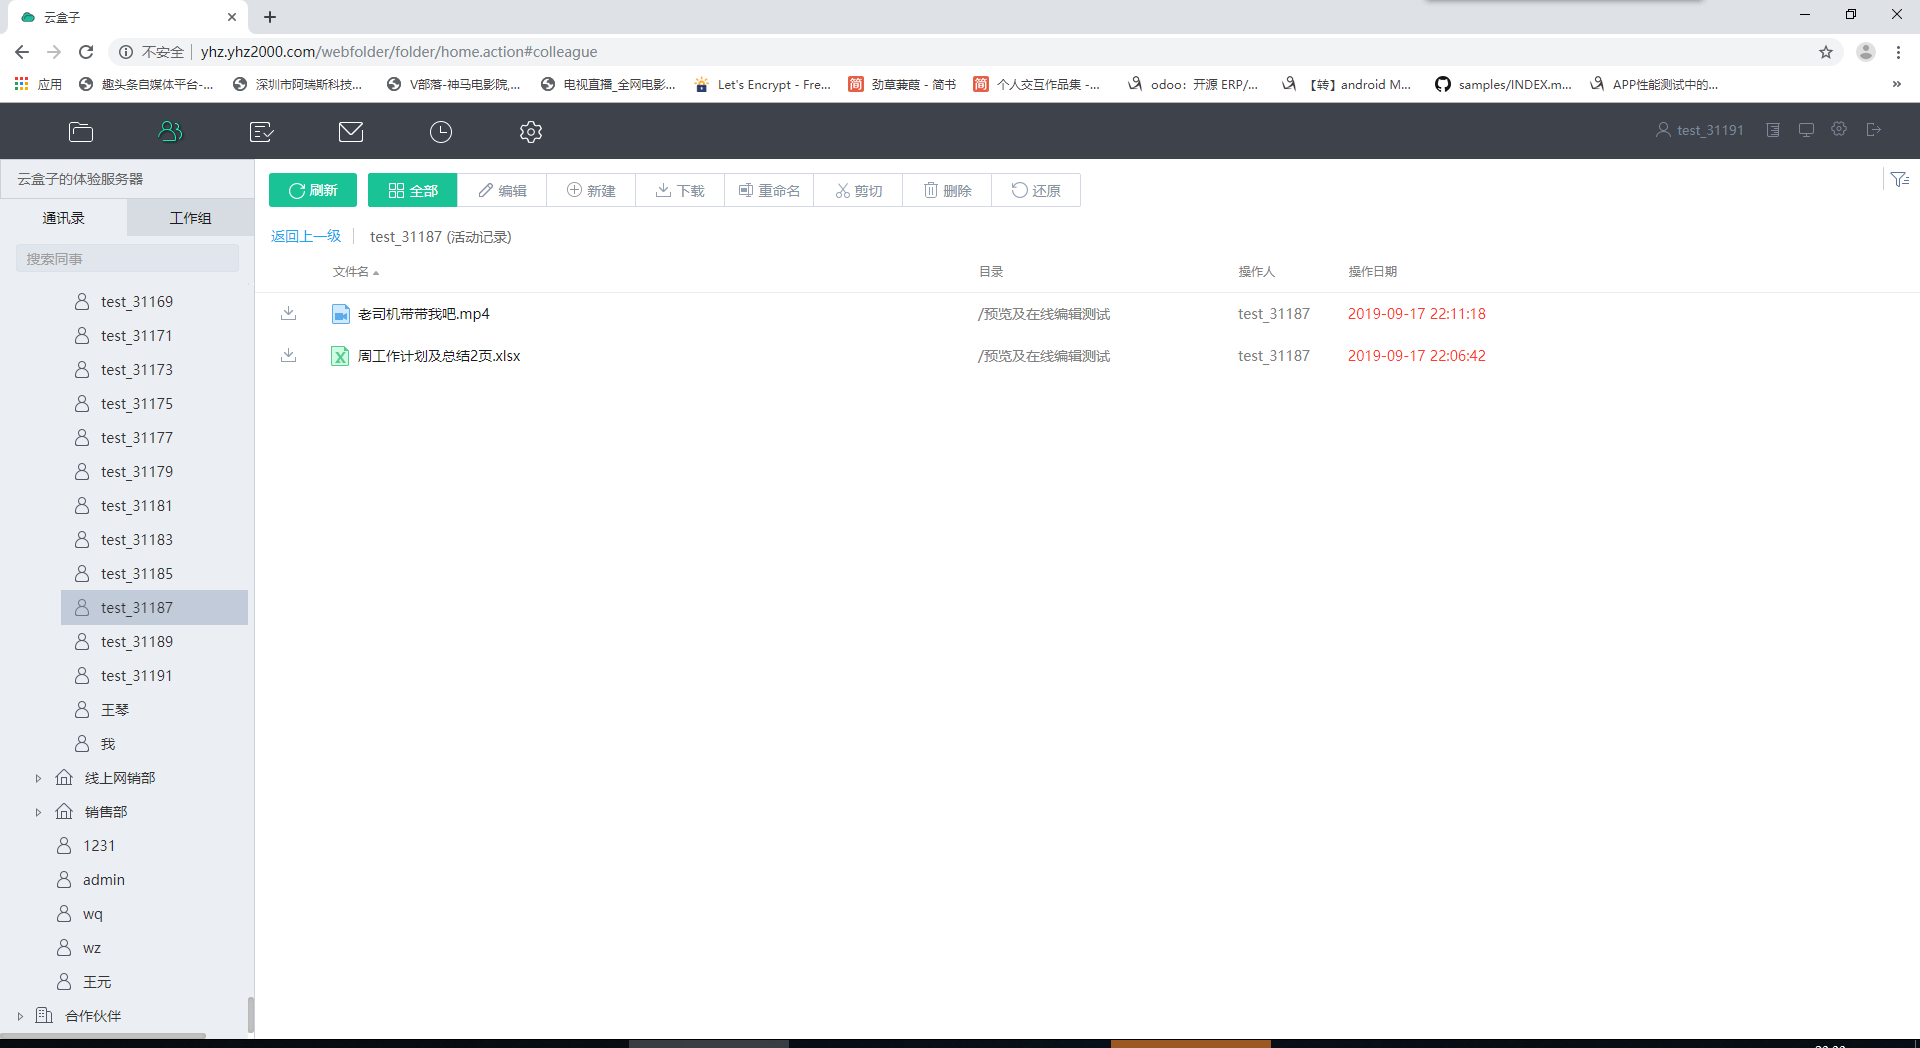 云盒子
不安全 yhz.yhz2000.com/webfolder/folder/home.action#colleague
应用 趣头条自媒体平台-... 深圳市阿瑞斯科技... V部落-神马电影院,... 电视直播_全网电影... Let's Encrypt - Fre... 劲草蒹葭 - 简书 个人交互作品集 -... odoo：开源 ERP/... 【转】android M... samples/INDEX.m... APP性能测试中的... »
test_31191
云盒子的体验服务器
通讯录 工作组
搜索同事
test_31169
test_31171
test_31173
test_31175
test_31177
test_31179
test_31181
test_31183
test_31185
test_31187
test_31189
test_31191
王琴
我
线上网销部
销售部
1231
admin
wq
wz
王元
合作伙伴
刷新 全部 编辑 新建 下载 重命名 剪切 删除 还原
返回上一级 test_31187 (活动记录)
文件名 目录 操作人 操作日期
老司机带带我吧.mp4 /预览及在线编辑测试 test_31187 2019-09-17 22:11:18
周工作计划及总结2页.xlsx /预览及在线编辑测试 test_31187 2019-09-17 22:06:42